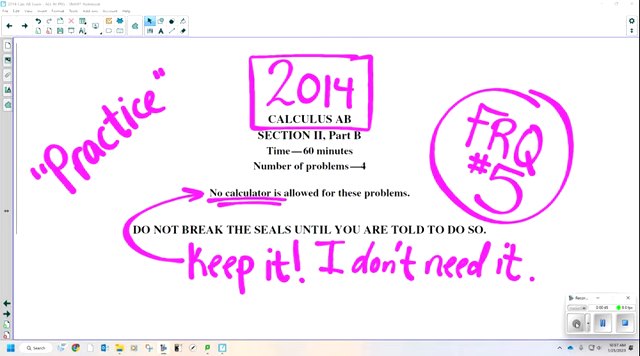 "Practice"
2014
CALCULUS AB
SECTION II, Part B
Time—60 minutes
Number of problems—4
FRQ
#5
No calculator is allowed for these problems.
DO NOT BREAK THE SEALS UNTIL YOU ARE TOLD TO DO SO.
Keep it! I don't need it.
Search